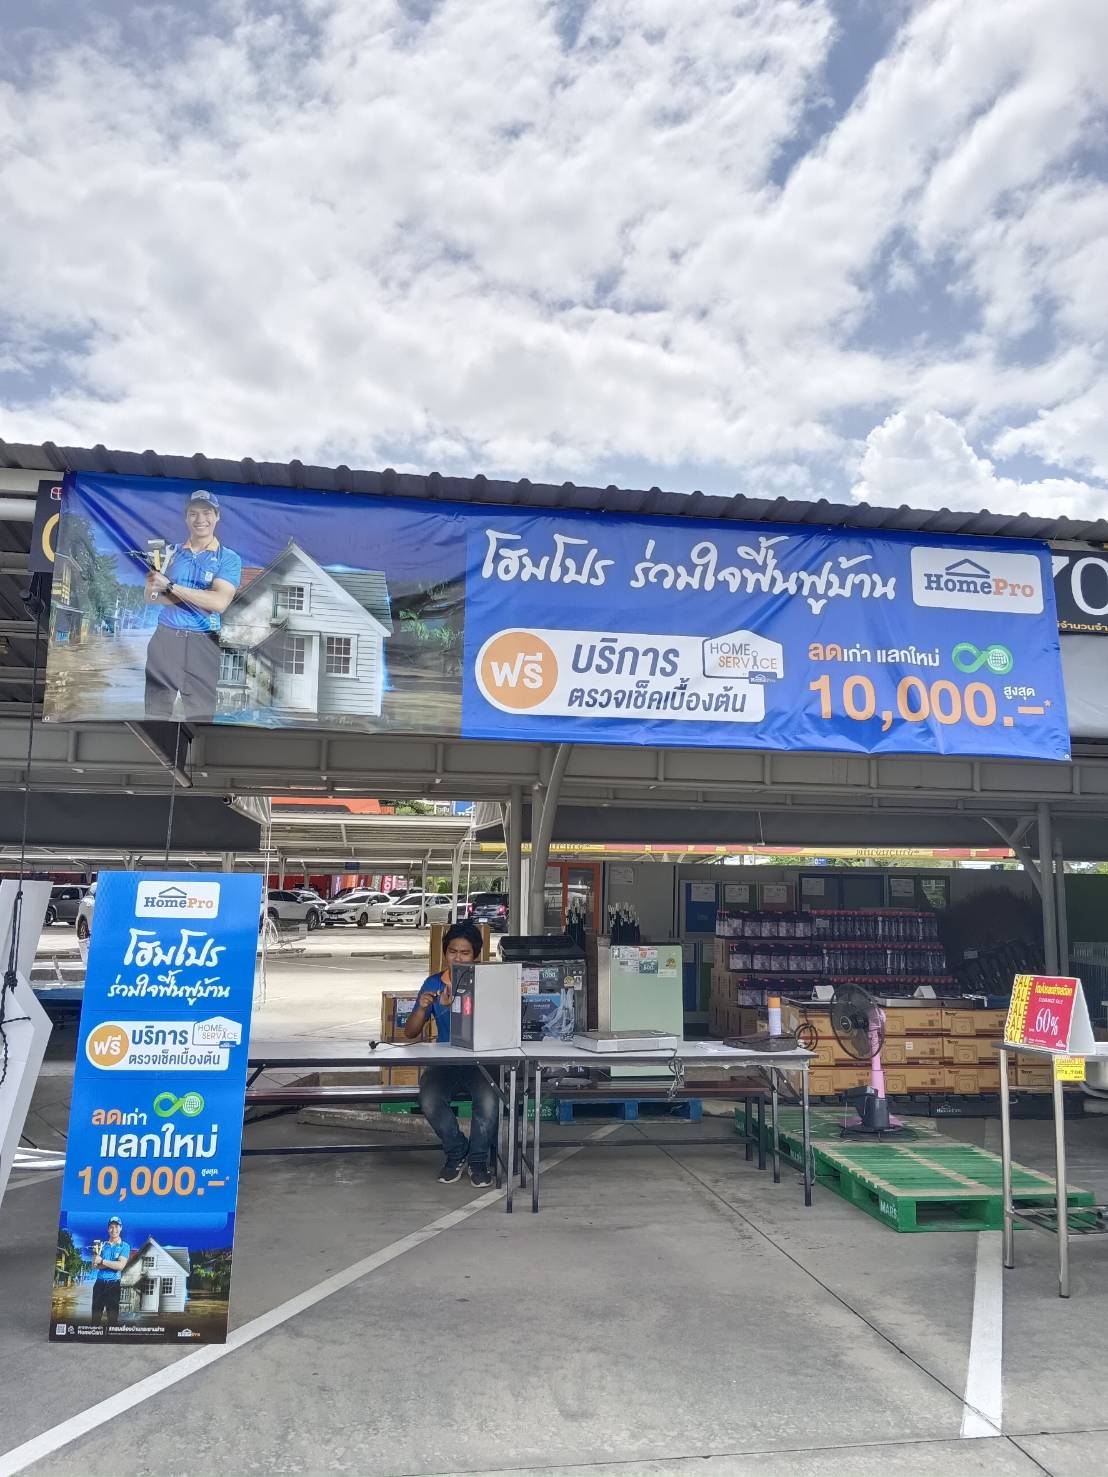 โฮมโปร ร่วมใจฟื้นฟูบ้าน
HomePro
ฟรี
บริการ
ตรวจเช็คเบื้องต้น
HOME
SERVICE
ลดเก่า แลกใหม่
สูงสุด
10,000.-*
70
HomePro
โฮมโปร
ร่วมใจฟื้นฟูบ้าน
ฟรี
บริการ
ตรวจเช็คเบื้องต้น
HOME
SERVICE
ลดเก่า
แลกใหม่
สูงสุด
10,000.-*
HomeCard
SALE
CLEARANCE SALE
60%